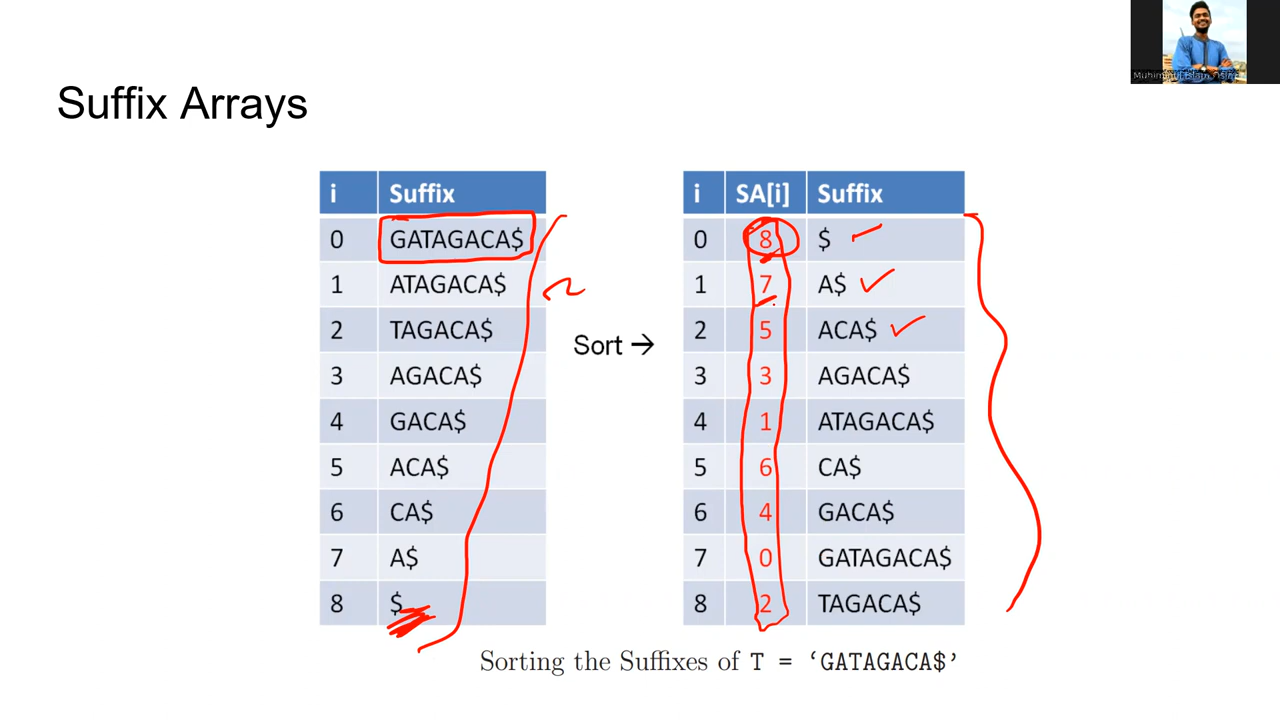 Suffix Arrays
i Suffix
0 GATAGACA$
1 ATAGACA$
2 TAGACA$
3 AGACA$
4 GACA$
5 ACA$
6 CA$
7 A$
8 $
Sort →
i SA[i] Suffix
0 8 $
1 7 A$
2 5 ACA$
3 3 AGACA$
4 1 ATAGACA$
5 6 CA$
6 4 GACA$
7 0 GATAGACA$
8 2 TAGACA$
Sorting the Suffixes of T = ‘GATAGACA$’